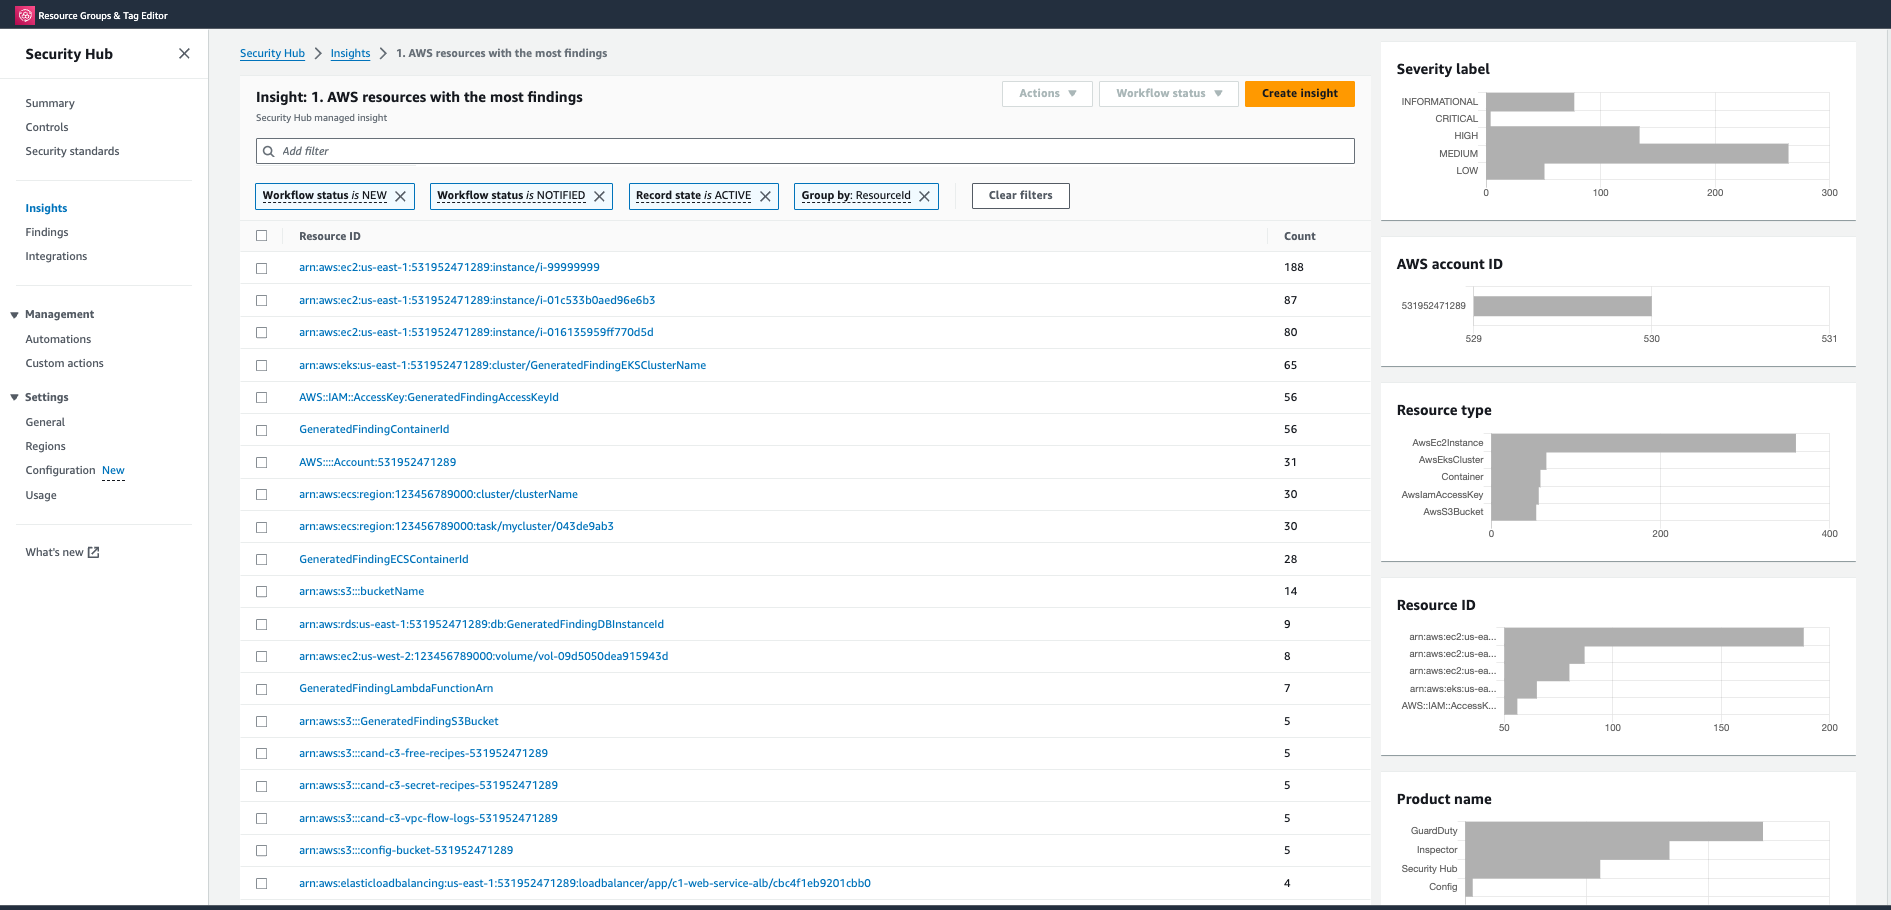 Resource Groups & Tag Editor
Security Hub
Summary
Controls
Security standards
Insights
Findings
Integrations
Management
Automations
Custom actions
Settings
General
Regions
Configuration New
Usage
What's new
Security Hub Insights 1. AWS resources with the most findings
Insight: 1. AWS resources with the most findings
Security Hub managed insight
Actions Workflow status Create insight
Add filter
Workflow status is NEW Workflow status is NOTIFIED Record state is ACTIVE Group by: ResourceId Clear filters
Resource ID Count
arn:aws:ec2:us-east-1:531952471289:instance/i-99999999 188
arn:aws:ec2:us-east-1:531952471289:instance/i-01c533b0aed96e6b3 87
arn:aws:ec2:us-east-1:531952471289:instance/i-016135959ff770d5d 80
arn:aws:eks:us-east-1:531952471289:cluster/GeneratedFindingEKSClusterName 65
AWS::IAM::AccessKey:GeneratedFindingAccessKeyId 56
GeneratedFindingContainerId 56
AWS::::Account:531952471289 31
arn:aws:ecs:region:123456789000:cluster/clusterName 30
arn:aws:ecs:region:123456789000:task/mycluster/043de9ab3 30
GeneratedFindingECSContainerId 28
arn:aws:s3:::bucketName 14
arn:aws:rds:us-east-1:531952471289:db:GeneratedFindingDBInstanceId 9
arn:aws:ec2:us-west-2:123456789000:volume/vol-09d5050dea915943d 8
GeneratedFindingLambdaFunctionArn 7
arn:aws:s3:::GeneratedFindingS3Bucket 5
arn:aws:s3:::cand-c3-free-recipes-531952471289 5
arn:aws:s3:::cand-c3-secret-recipes-531952471289 5
arn:aws:s3:::cand-c3-vpc-flow-logs-531952471289 5
arn:aws:s3:::config-bucket-531952471289 5
arn:aws:elasticloadbalancing:us-east-1:531952471289:loadbalancer/app/c1-web-service-alb/cbc4f1eb9201cbb0 4
Severity label
INFORMATIONAL
CRITICAL
HIGH
MEDIUM
LOW
0 100 200 300
AWS account ID
531952471289
529 530 531
Resource type
AwsEc2Instance
AwsEksCluster
Container
AwsIamAccessKey
AwsS3Bucket
0 200 400
Resource ID
arn:aws:ec2:us-ea...
arn:aws:ec2:us-ea...
arn:aws:ec2:us-ea...
arn:aws:eks:us-ea...
AWS::IAM::AccessK...
50 100 150 200
Product name
GuardDuty
Inspector
Security Hub
Config